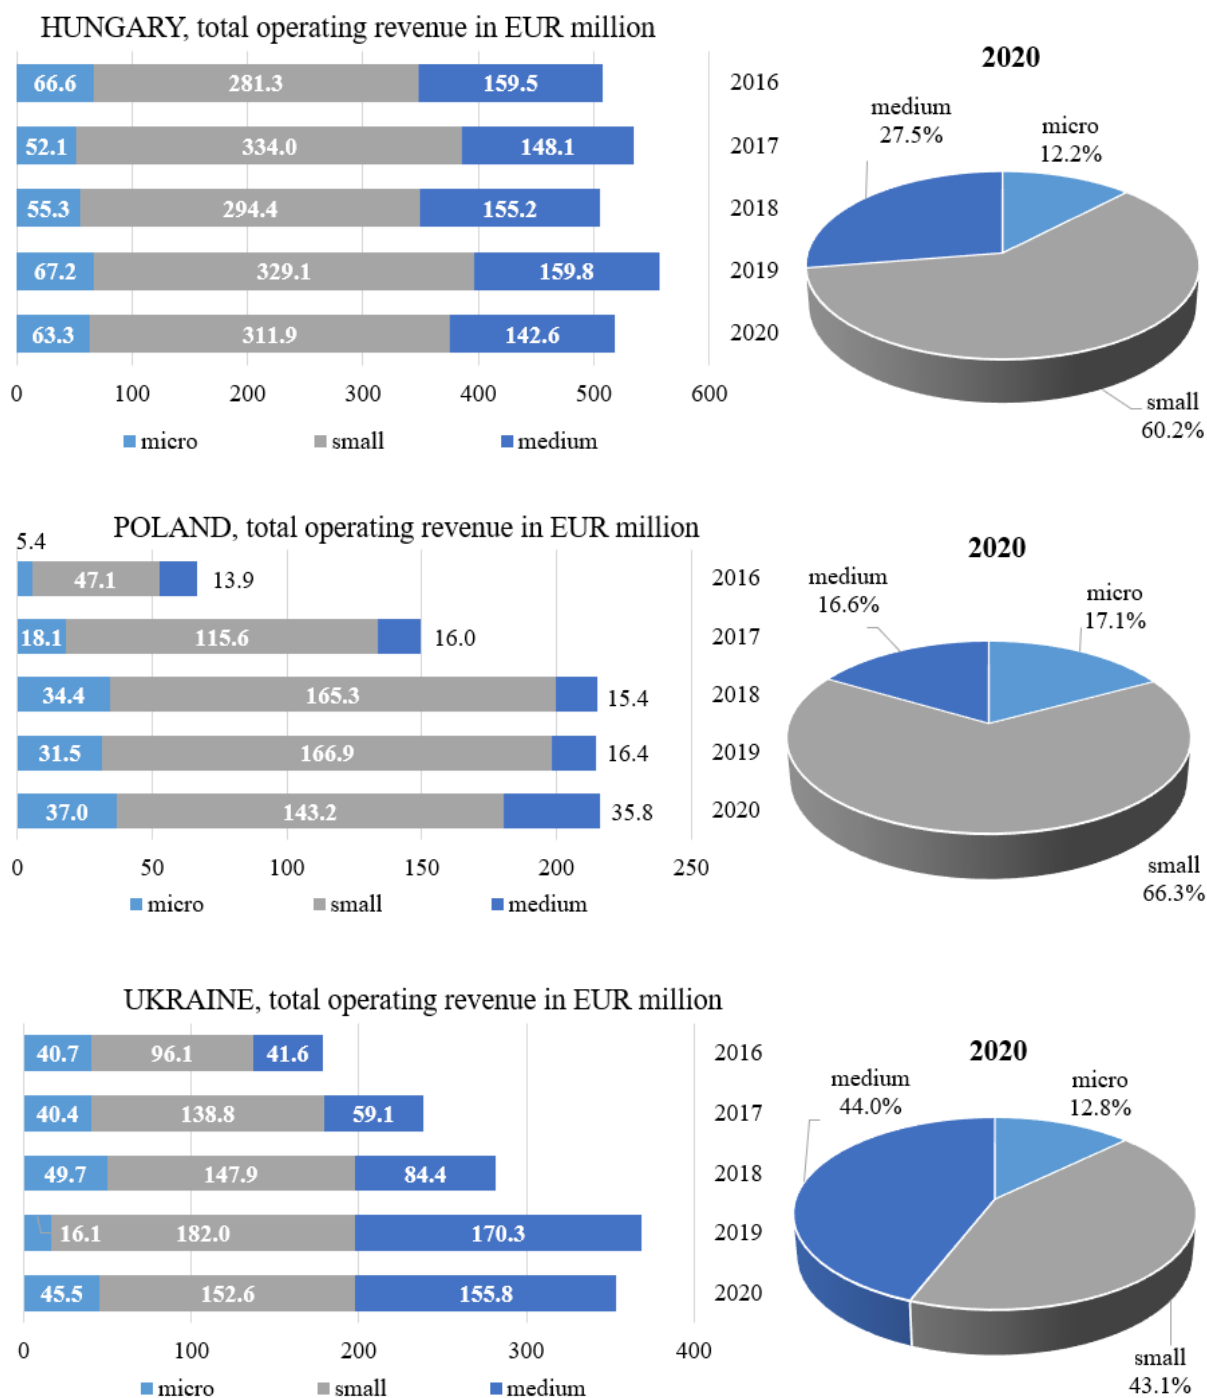 HUNGARY, total operating revenue in EUR million
66.6 281.3 159.5 2016
52.1 334.0 148.1 2017
55.3 294.4 155.2 2018
67.2 329.1 159.8 2019
63.3 311.9 142.6 2020
0 100 200 300 400 500 600
micro small medium
2020
medium
27.5%
micro
12.2%
small
60.2%
POLAND, total operating revenue in EUR million
5.4 47.1 13.9 2016
18.1 115.6 16.0 2017
34.4 165.3 15.4 2018
31.5 166.9 16.4 2019
37.0 143.2 35.8 2020
0 50 100 150 200 250
micro small medium
2020
medium
16.6%
micro
17.1%
small
66.3%
UKRAINE, total operating revenue in EUR million
40.7 96.1 41.6 2016
40.4 138.8 59.1 2017
49.7 147.9 84.4 2018
16.1 182.0 170.3 2019
45.5 152.6 155.8 2020
0 100 200 300 400
micro small medium
2020
medium
44.0%
micro
12.8%
small
43.1%